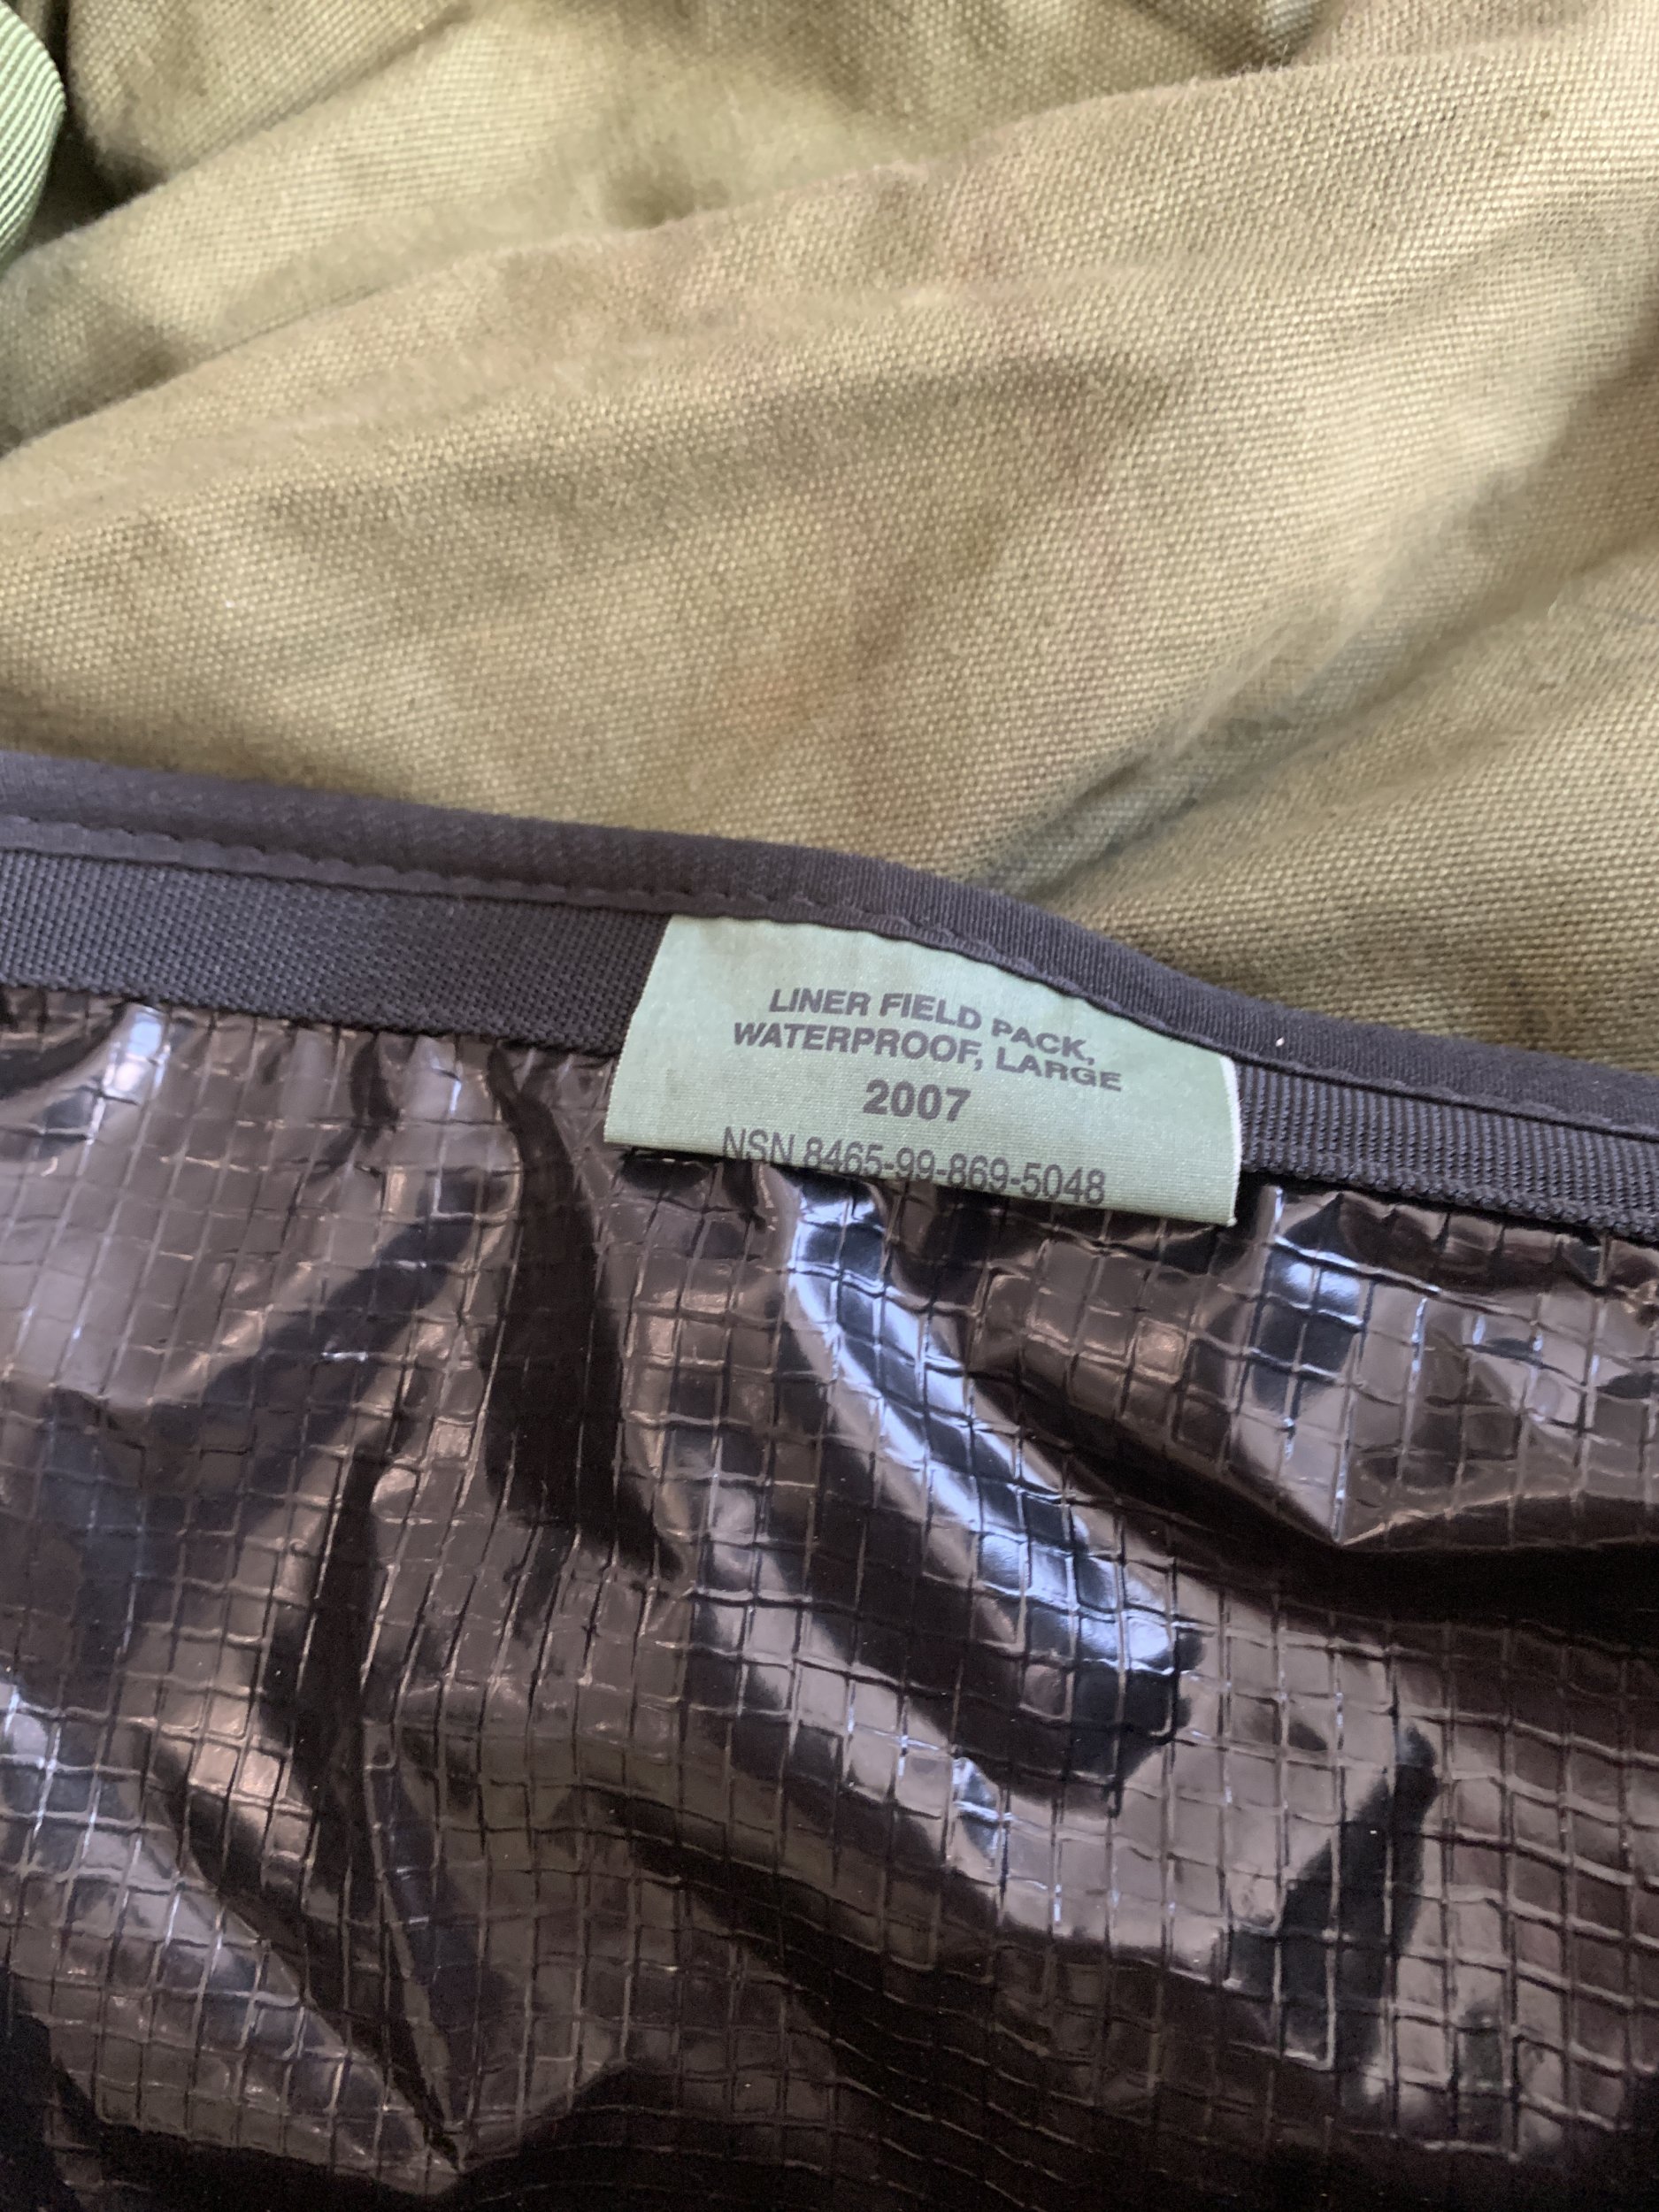 LINER FIELD PACK,
WATERPROOF, LARGE
2007
NSN 8465-99-869-5048